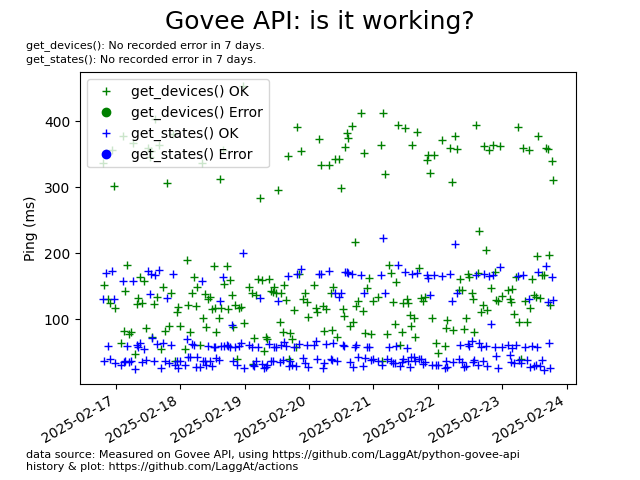 Govee API: is it working?
get_devices(): No recorded error in 7 days.
get_states(): No recorded error in 7 days.
get_devices() OK
get_devices() Error
get_states() OK
get_states() Error
Ping (ms)
400
300
200
100
2025-02-17
2025-02-18
2025-02-19
2025-02-20
2025-02-21
2025-02-22
2025-02-23
2025-02-24
data source: Measured on Govee API, using https://github.com/LaggAt/python-govee-api
history & plot: https://github.com/LaggAt/actions